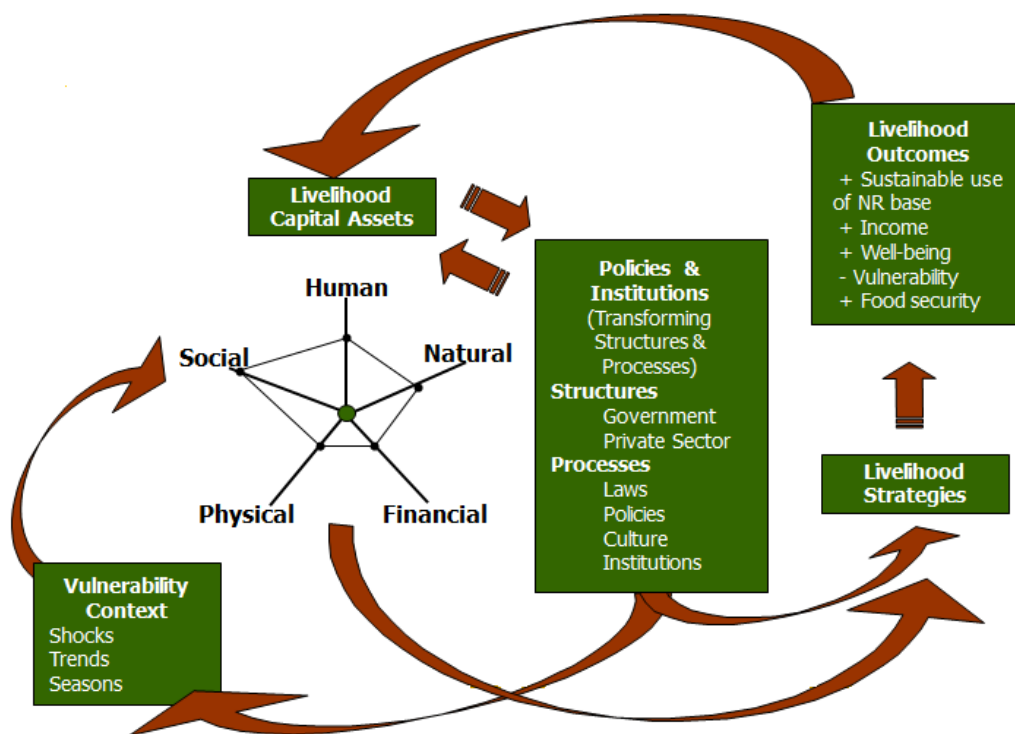 Livelihood
Outcomes
+ Sustainable use
of NR base
+ Income
+ Well-being
- Vulnerability
+ Food security
Livelihood
Capital Assets
Policies &
Institutions
(Transforming
Structures &
Processes)
Structures
Government
Private Sector
Processes
Laws
Policies
Culture
Institutions
Human
Social
Natural
Physical
Financial
Livelihood
Strategies
Vulnerability
Context
Shocks
Trends
Seasons